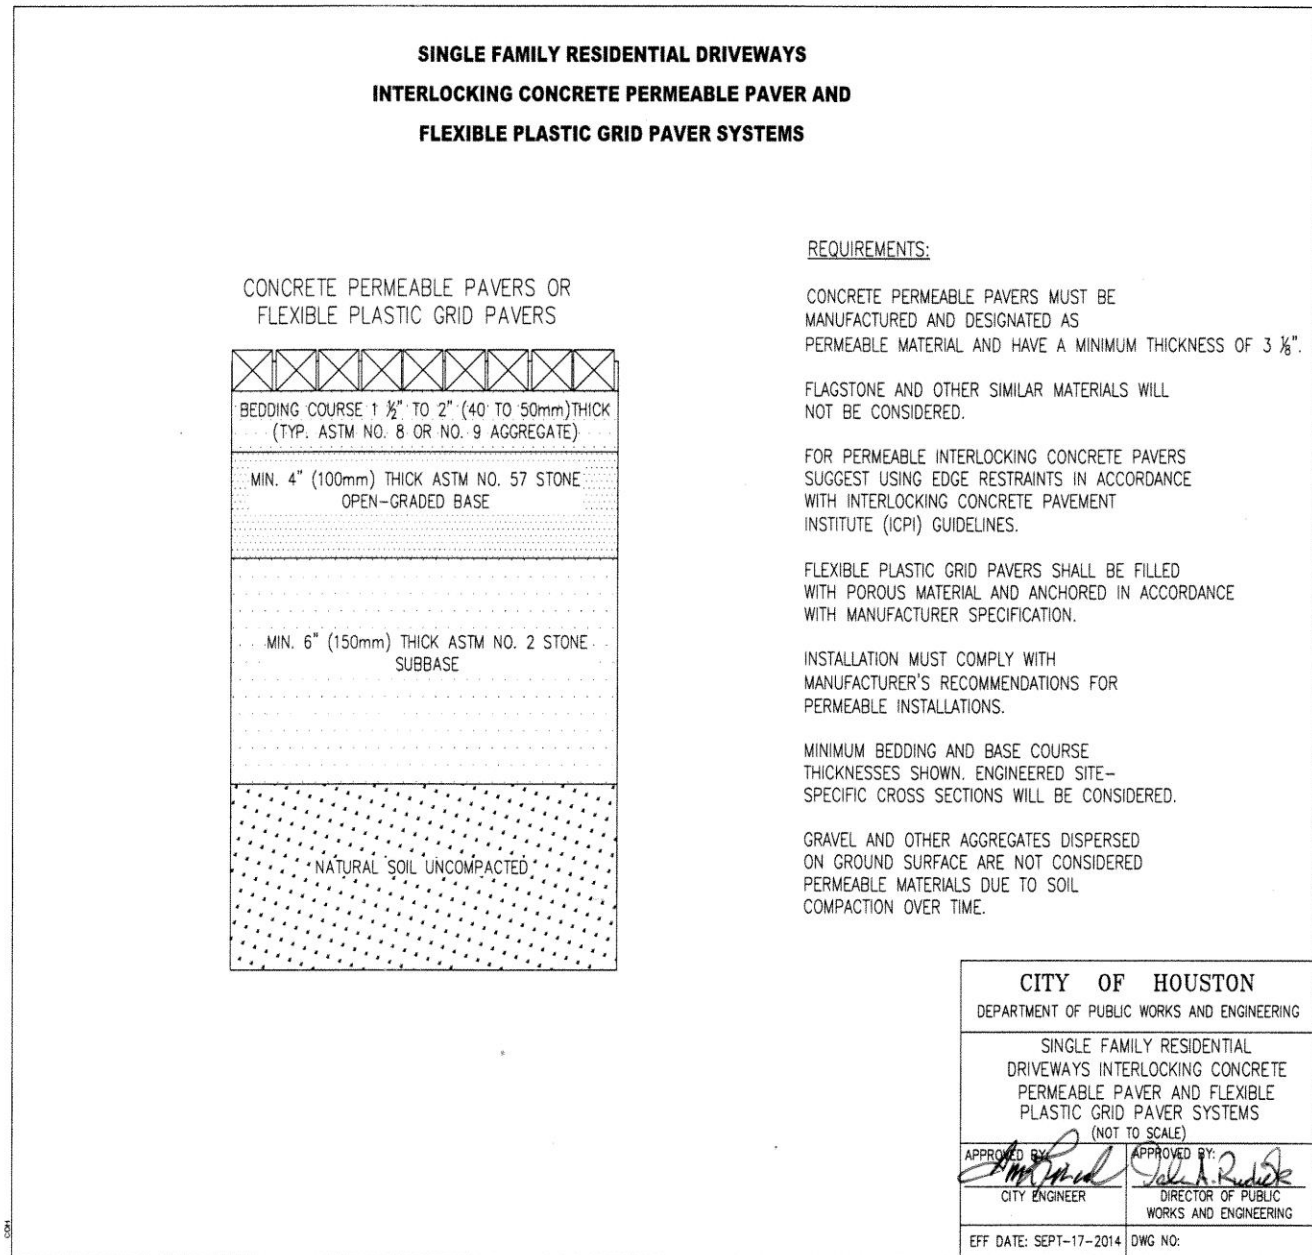 SINGLE FAMILY RESIDENTIAL DRIVEWAYS
INTERLOCKING CONCRETE PERMEABLE PAVER AND
FLEXIBLE PLASTIC GRID PAVER SYSTEMS
CONCRETE PERMEABLE PAVERS OR
FLEXIBLE PLASTIC GRID PAVERS
BEDDING COURSE 1 ½" TO 2" (40 TO 50mm)THICK
(TYP. ASTM NO. 8 OR NO. 9 AGGREGATE)
MIN. 4" (100mm) THICK ASTM NO. 57 STONE
OPEN-GRADED BASE
MIN. 6" (150mm) THICK ASTM NO. 2 STONE
SUBBASE
NATURAL SOIL UNCOMPACTED
REQUIREMENTS:
CONCRETE PERMEABLE PAVERS MUST BE
MANUFACTURED AND DESIGNATED AS
PERMEABLE MATERIAL AND HAVE A MINIMUM THICKNESS OF 3 ⅛".
FLAGSTONE AND OTHER SIMILAR MATERIALS WILL
NOT BE CONSIDERED.
FOR PERMEABLE INTERLOCKING CONCRETE PAVERS
SUGGEST USING EDGE RESTRAINTS IN ACCORDANCE
WITH INTERLOCKING CONCRETE PAVEMENT
INSTITUTE (ICPI) GUIDELINES.
FLEXIBLE PLASTIC GRID PAVERS SHALL BE FILLED
WITH POROUS MATERIAL AND ANCHORED IN ACCORDANCE
WITH MANUFACTURER SPECIFICATION.
INSTALLATION MUST COMPLY WITH
MANUFACTURER'S RECOMMENDATIONS FOR
PERMEABLE INSTALLATIONS.
MINIMUM BEDDING AND BASE COURSE
THICKNESSES SHOWN. ENGINEERED SITE-
SPECIFIC CROSS SECTIONS WILL BE CONSIDERED.
GRAVEL AND OTHER AGGREGATES DISPERSED
ON GROUND SURFACE ARE NOT CONSIDERED
PERMEABLE MATERIALS DUE TO SOIL
COMPACTION OVER TIME.
CITY OF HOUSTON
DEPARTMENT OF PUBLIC WORKS AND ENGINEERING
SINGLE FAMILY RESIDENTIAL
DRIVEWAYS INTERLOCKING CONCRETE
PERMEABLE PAVER AND FLEXIBLE
PLASTIC GRID PAVER SYSTEMS
(NOT TO SCALE)
APPROVED BY:
CITY ENGINEER
APPROVED BY:
DIRECTOR OF PUBLIC
WORKS AND ENGINEERING
EFF DATE: SEPT-17-2014
DWG NO: